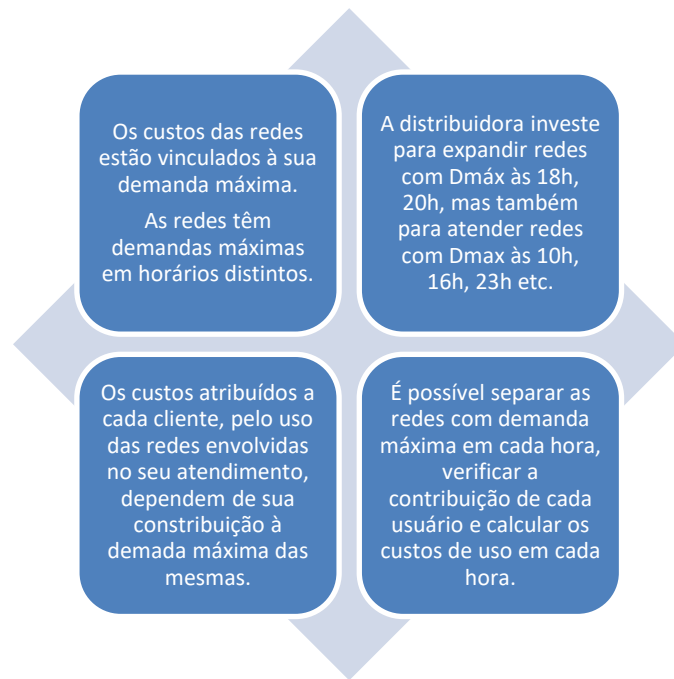 Os custos das redes
estão vinculados à sua
demanda máxima.
As redes têm
demandas máximas
em horários distintos.
A distribuidora investe
para expandir redes
com Dmáx às 18h,
20h, mas também
para atender redes
com Dmax às 10h,
16h, 23h etc.
Os custos atribuídos a
cada cliente, pelo uso
das redes envolvidas
no seu atendimento,
dependem de sua
constribuição à
demada máxima das
mesmas.
É possível separar as
redes com demanda
máxima em cada hora,
verificar a
contribuição de cada
usuário e calcular os
custos de uso em cada
hora.